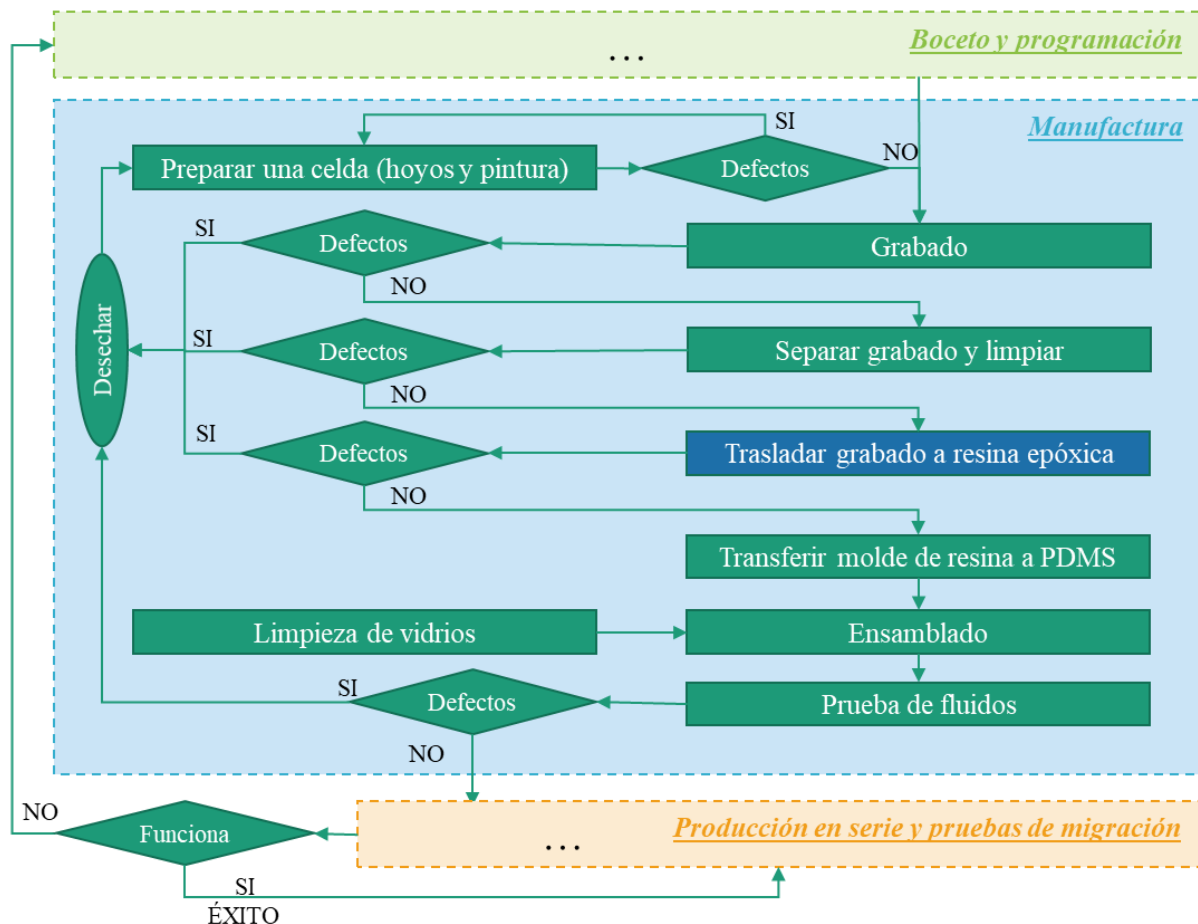 Boceto y programación
...
Manufactura
SI
Preparar una celda (hoyos y pintura)
Defectos
NO
SI
Defectos
Grabado
NO
Desechar
SI
Defectos
Separar grabado y limpiar
NO
SI
Defectos
Trasladar grabado a resina epóxica
NO
Transferir molde de resina a PDMS
Limpieza de vidrios
Ensamblado
SI
Defectos
Prueba de fluidos
NO
Producción en serie y pruebas de migración
...
NO
Funciona
SI
ÉXITO